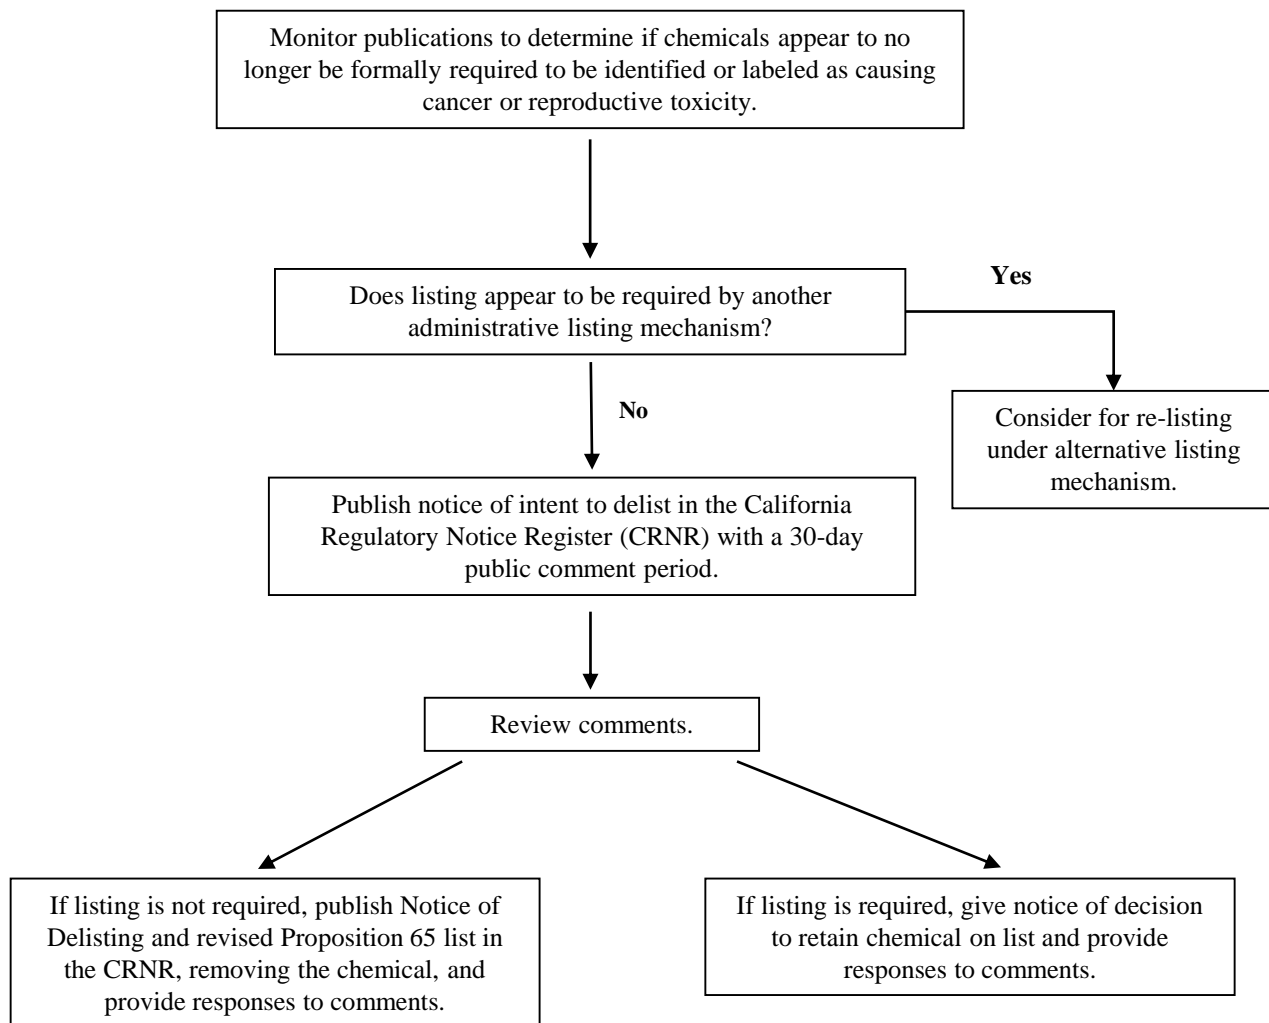 Monitor publications to determine if chemicals appear to no
longer be formally required to be identified or labeled as causing
cancer or reproductive toxicity.
Does listing appear to be required by another
administrative listing mechanism?
Yes
No
Consider for re-listing
under alternative listing
mechanism.
Publish notice of intent to delist in the California
Regulatory Notice Register (CRNR) with a 30-day
public comment period.
Review comments.
If listing is not required, publish Notice of
Delisting and revised Proposition 65 list in
the CRNR, removing the chemical, and
provide responses to comments.
If listing is required, give notice of decision
to retain chemical on list and provide
responses to comments.